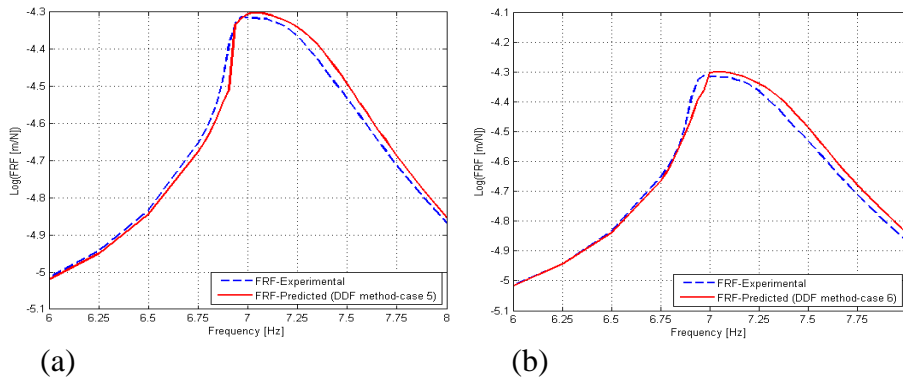 -4.3
-4.4
-4.5
-4.6
-4.7
-4.8
-4.9
-5
-5.1
Log(FRF [m/N])
6 6.25 6.5 6.75 7 7.25 7.5 7.75 8
Frequency [Hz]
FRF-Experimental
FRF-Predicted (DDF method-case 5)
(a)
-4.1
-4.2
-4.3
-4.4
-4.5
-4.6
-4.7
-4.8
-4.9
-5
-5.1
Log(FRF [m/N])
6 6.25 6.5 6.75 7 7.25 7.5 7.75
Frequency [Hz]
FRF-Experimental
FRF-Predicted (DDF method-case 6)
(b)